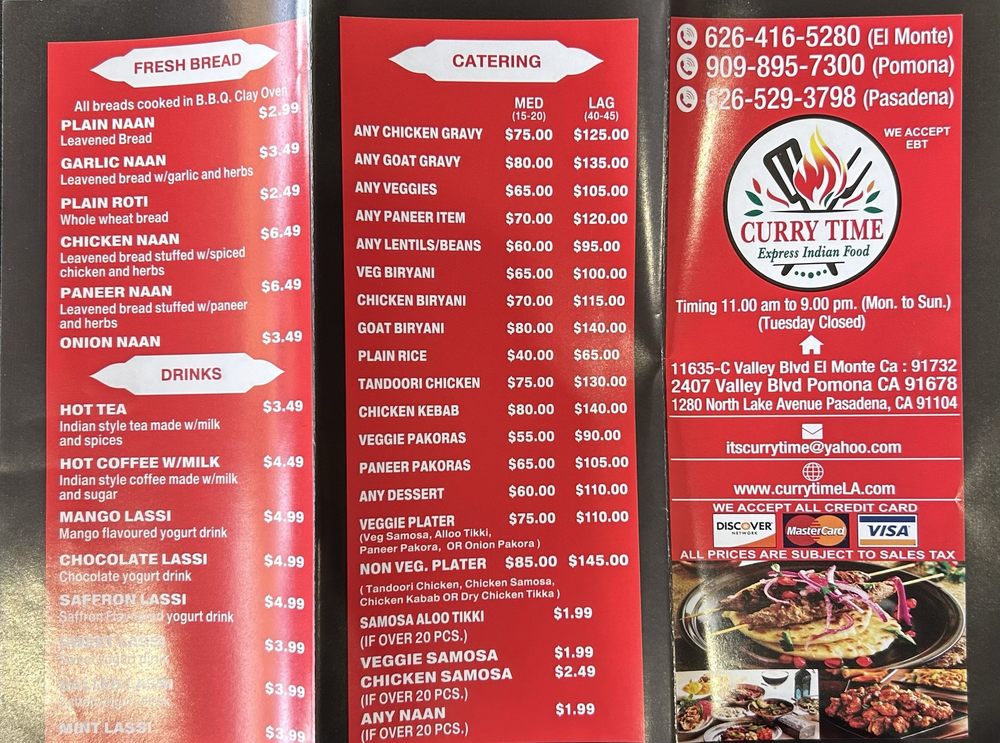 FRESH BREAD
All breads cooked in B.B.Q. Clay Oven
PLAIN NAAN $2.99
Leavened Bread
GARLIC NAAN $3.49
Leavened bread w/garlic and herbs
PLAIN ROTI $2.49
Whole wheat bread
CHICKEN NAAN $6.49
Leavened bread stuffed w/spiced
chicken and herbs
PANEER NAAN $6.49
Leavened bread stuffed w/paneer
and herbs
ONION NAAN $3.49
DRINKS
HOT TEA $3.49
Indian style tea made w/milk
and spices
HOT COFFEE W/MILK $4.49
Indian style coffee made w/milk
and sugar
MANGO LASSI $4.99
Mango flavoured yogurt drink
CHOCOLATE LASSI $4.99
Chocolate yogurt drink
SAFFRON LASSI $4.99
Saffron yogurt drink
$3.99
$3.99
MINT LASSI $3.99
CATERING
MED LAG
(15-20) (40-45)
ANY CHICKEN GRAVY $75.00 $125.00
ANY GOAT GRAVY $80.00 $135.00
ANY VEGGIES $65.00 $105.00
ANY PANEER ITEM $70.00 $120.00
ANY LENTILS/BEANS $60.00 $95.00
VEG BIRYANI $65.00 $100.00
CHICKEN BIRYANI $70.00 $115.00
GOAT BIRYANI $80.00 $140.00
PLAIN RICE $40.00 $65.00
TANDOORI CHICKEN $75.00 $130.00
CHICKEN KEBAB $80.00 $140.00
VEGGIE PAKORAS $55.00 $90.00
PANEER PAKORAS $65.00 $105.00
ANY DESSERT $60.00 $110.00
VEGGIE PLATER $75.00 $110.00
(Veg Samosa, Alloo Tikki,
Paneer Pakora, OR Onion Pakora )
NON VEG. PLATER $85.00 $145.00
( Tandoori Chicken, Chicken Samosa,
Chicken Kabab OR Dry Chicken Tikka )
SAMOSA ALOO TIKKI $1.99
(IF OVER 20 PCS.)
VEGGIE SAMOSA $1.99
CHICKEN SAMOSA $2.49
(IF OVER 20 PCS.)
ANY NAAN $1.99
(IF OVER 20 PCS.)
626-416-5280 (El Monte)
909-895-7300 (Pomona)
26-529-3798 (Pasadena)
WE ACCEPT
EBT
CURRY TIME
Express Indian Food
Timing 11.00 am to 9.00 pm. (Mon. to Sun.)
(Tuesday Closed)
11635-C Valley Blvd El Monte Ca : 91732
2407 Valley Blvd Pomona CA 91678
1280 North Lake Avenue Pasadena, CA 91104
itscurrytime@yahoo.com
www.currytimeLA.com
WE ACCEPT ALL CREDIT CARD
DISCOVER
NETWORK
MasterCard
VISA
ALL PRICES ARE SUBJECT TO SALES TAX